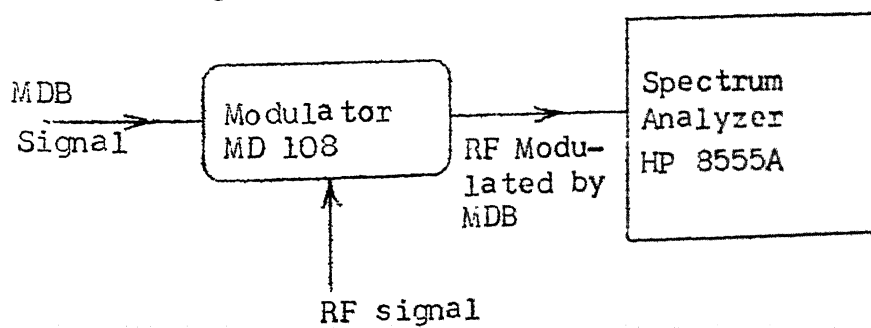 MDB
Signal
Modulator
MD 108
RF Modu-
lated by
MDB
Spectrum
Analyzer
HP 8555A
RF signal